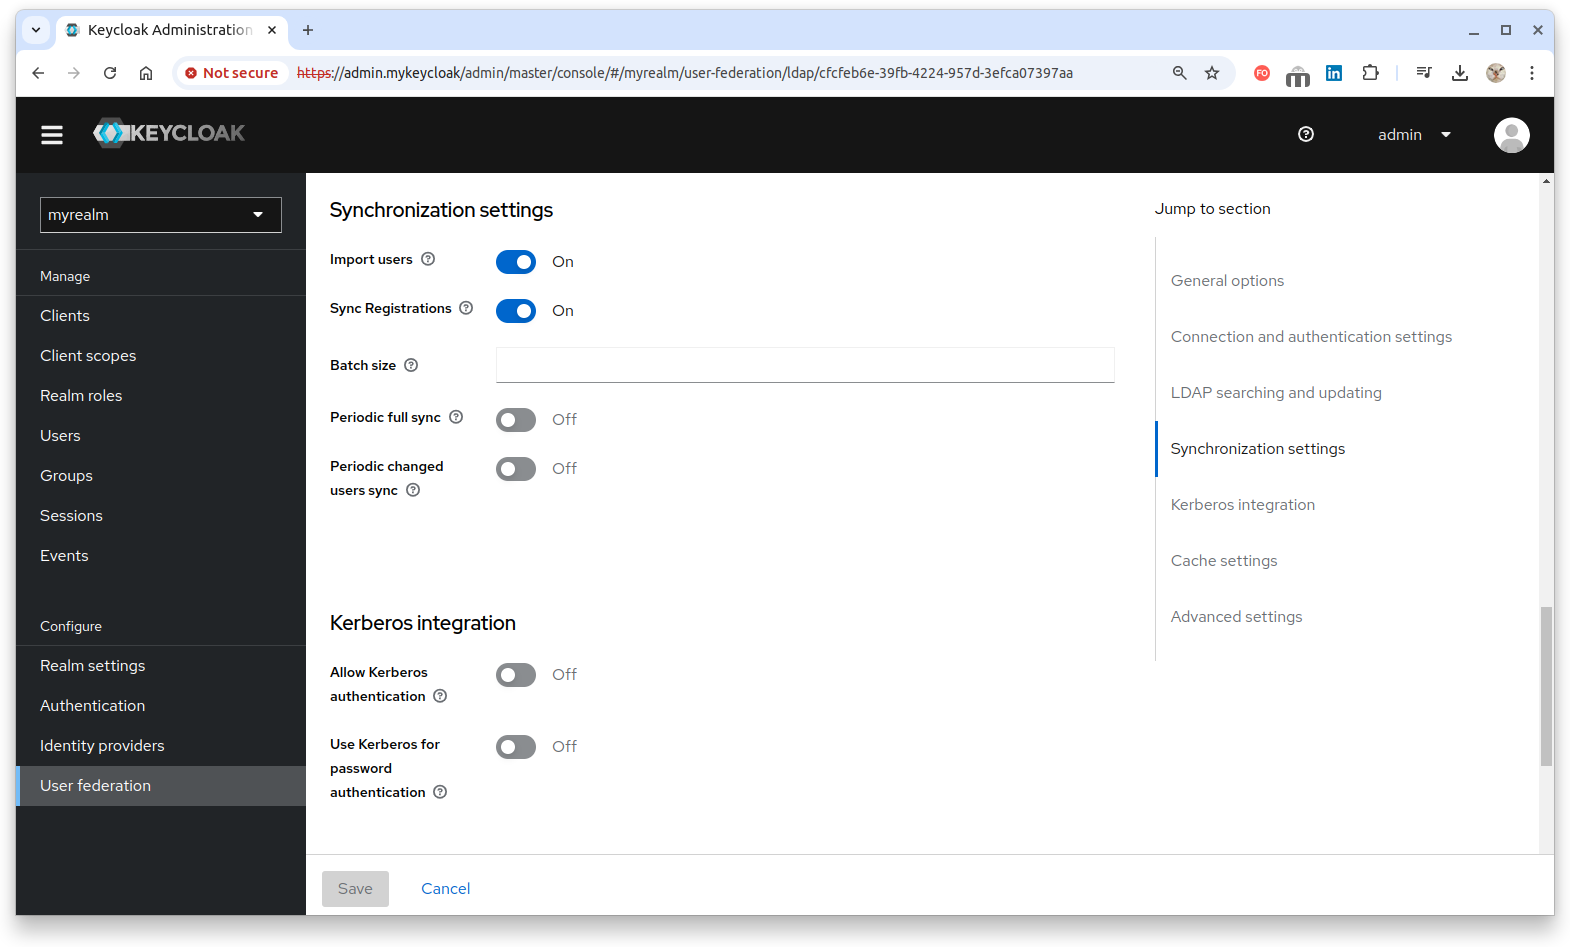 Keycloak Administration
Not secure
https://admin.mykeycloak/admin/master/console/#/myrealm/user-federation/ldap/cfcfeb6e-39fb-4224-957d-3efca07397aa
FO
in
KEYCLOAK
admin
myrealm
Manage
Clients
Client scopes
Realm roles
Users
Groups
Sessions
Events
Configure
Realm settings
Authentication
Identity providers
User federation
Synchronization settings
Import users
On
Sync Registrations
On
Batch size
Periodic full sync
Off
Periodic changed
users sync
Off
Kerberos integration
Allow Kerberos
authentication
Off
Use Kerberos for
password
authentication
Off
Save
Cancel
Jump to section
General options
Connection and authentication settings
LDAP searching and updating
Synchronization settings
Kerberos integration
Cache settings
Advanced settings